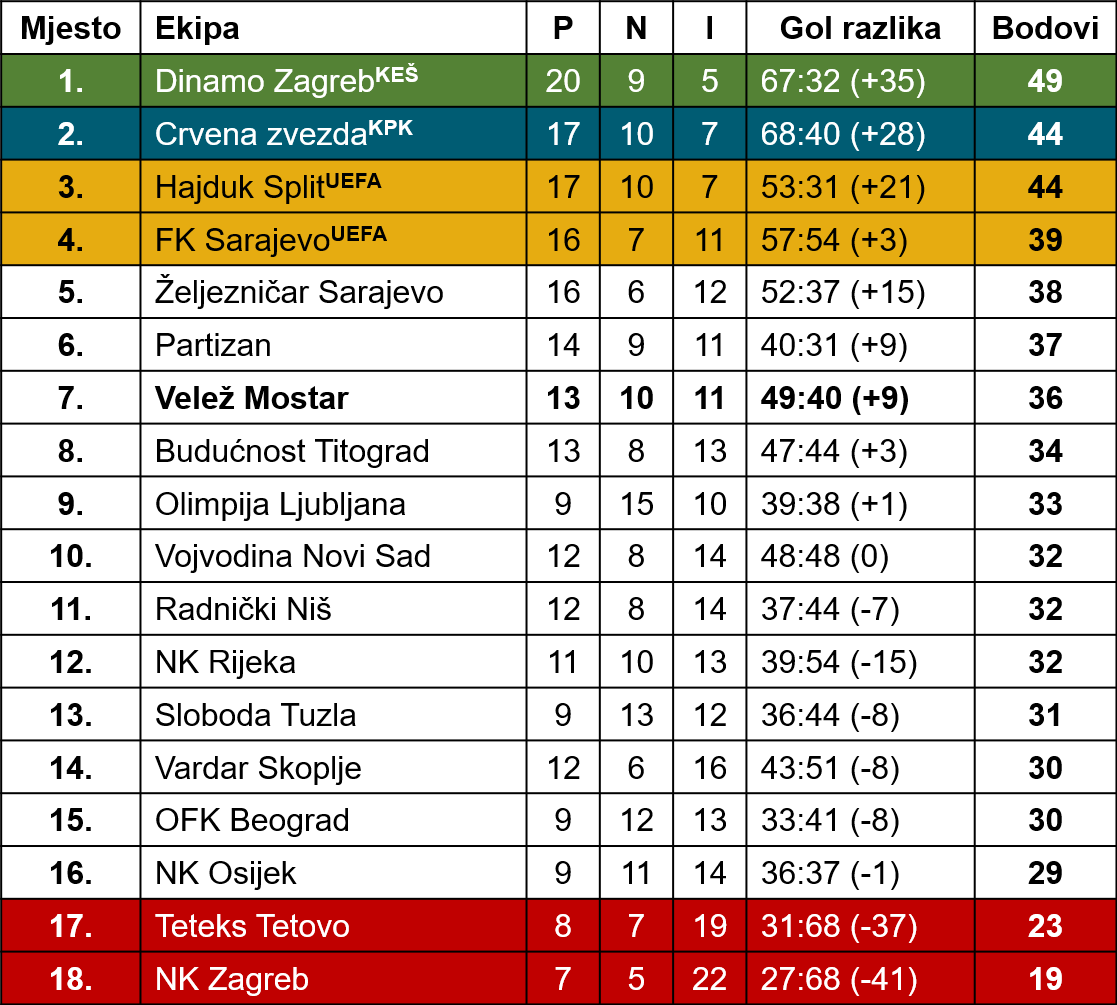 Mjesto Ekipa P N I Gol razlika Bodovi
1. Dinamo ZagrebKEŠ 20 9 5 67:32 (+35) 49
2. Crvena zvezdaKPK 17 10 7 68:40 (+28) 44
3. Hajduk SplitUEFA 17 10 7 53:31 (+21) 44
4. FK SarajevoUEFA 16 7 11 57:54 (+3) 39
5. Željezničar Sarajevo 16 6 12 52:37 (+15) 38
6. Partizan 14 9 11 40:31 (+9) 37
7. Velež Mostar 13 10 11 49:40 (+9) 36
8. Budućnost Titograd 13 8 13 47:44 (+3) 34
9. Olimpija Ljubljana 9 15 10 39:38 (+1) 33
10. Vojvodina Novi Sad 12 8 14 48:48 (0) 32
11. Radnički Niš 12 8 14 37:44 (-7) 32
12. NK Rijeka 11 10 13 39:54 (-15) 32
13. Sloboda Tuzla 9 13 12 36:44 (-8) 31
14. Vardar Skoplje 12 6 16 43:51 (-8) 30
15. OFK Beograd 9 12 13 33:41 (-8) 30
16. NK Osijek 9 11 14 36:37 (-1) 29
17. Teteks Tetovo 8 7 19 31:68 (-37) 23
18. NK Zagreb 7 5 22 27:68 (-41) 19